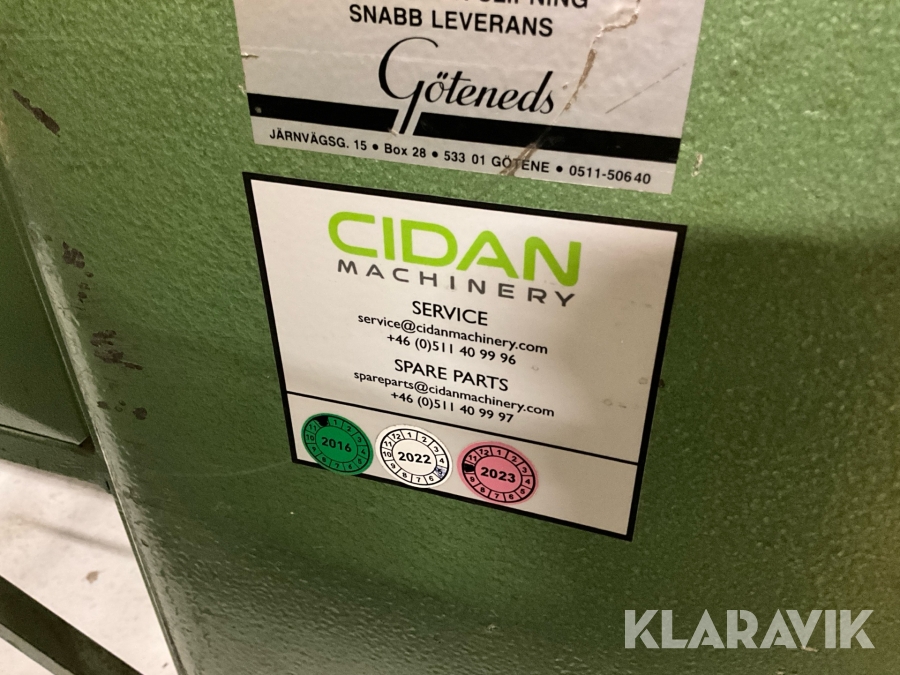 SNABB LEVERANS
Göteneds
JÄRNVÄGSG. 15 • Box 28 • 533 01 GÖTENE • 0511-506 40
CIDAN
MACHINERY
SERVICE
service@cidanmachinery.com
+46 (0)511 40 99 96
SPARE PARTS
spareparts@cidanmachinery.com
+46 (0)511 40 99 97
2016
2022
2023
KLARAVIK